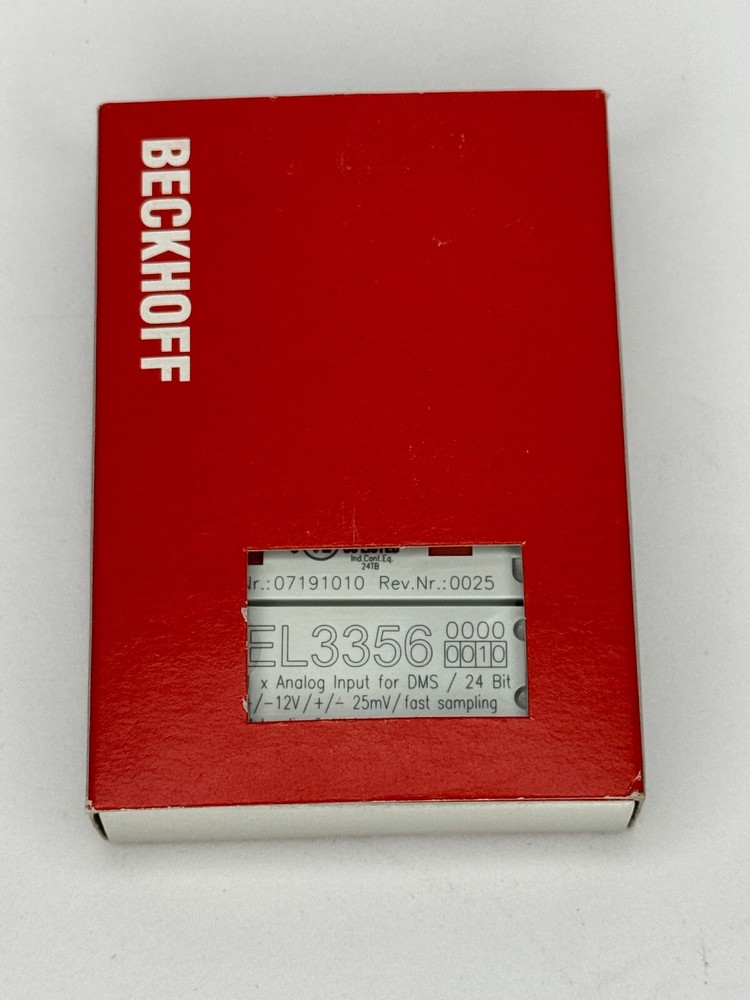 BECKHOFF
Ind.Cont.Eq.
24TB
Nr.:07191010 Rev.Nr.:0025
EL3356 0000
0010
x Analog Input for DMS / 24 Bit
/-12V/+/- 25mV/fast sampling